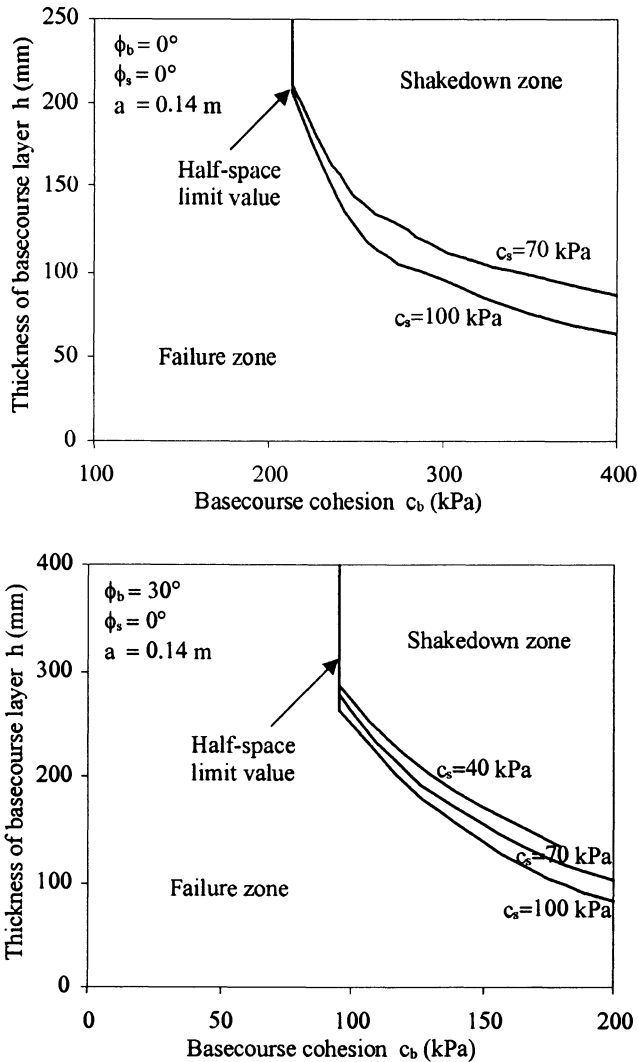 250
200
150
100
50
0
Thickness of basecourse layer h (mm)
ϕb = 0°
ϕs = 0°
a = 0.14 m
Shakedown zone
Half-space
limit value
cs=70 kPa
cs=100 kPa
Failure zone
100
200
300
400
Basecourse cohesion cb (kPa)
400
300
200
100
0
Thickness of basecourse layer h (mm)
ϕb = 30°
ϕs = 0°
a = 0.14 m
Shakedown zone
Half-space
limit value
cs=40 kPa
cs=70 kPa
cs=100 kPa
Failure zone
0
50
100
150
200
Basecourse cohesion cb (kPa)